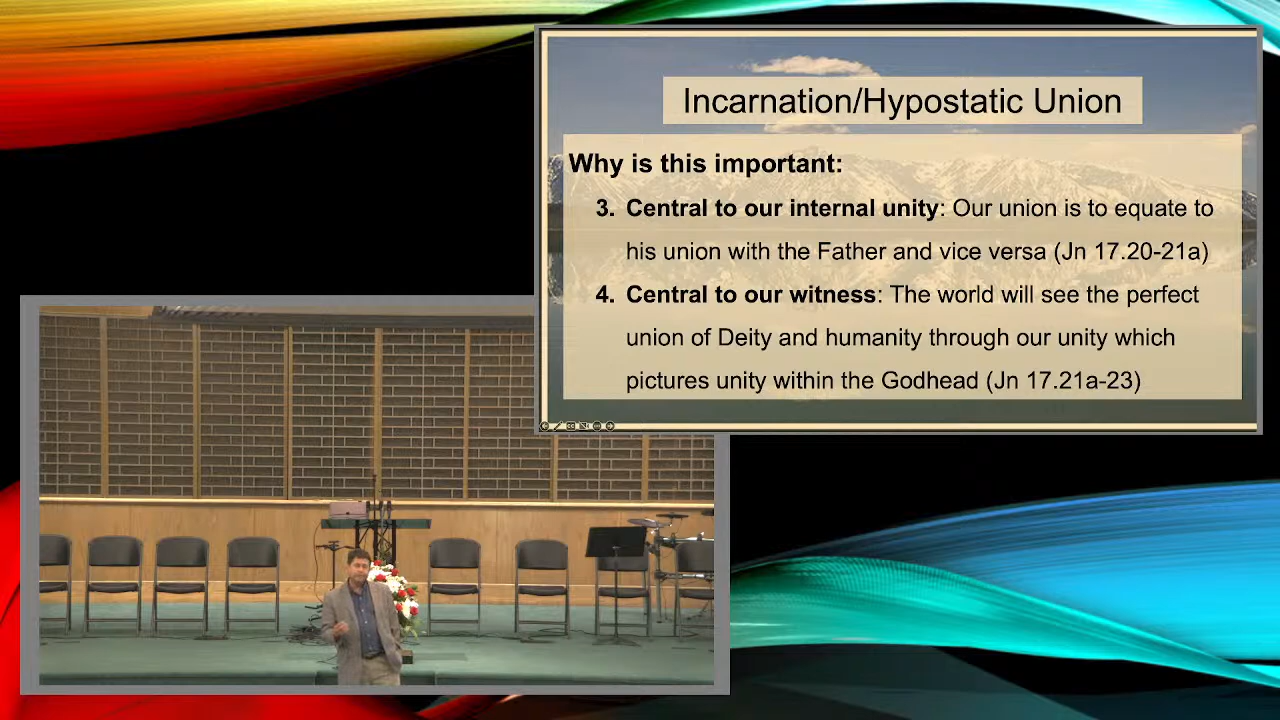 Incarnation/Hypostatic Union
Why is this important:
3. Central to our internal unity: Our union is to equate to
his union with the Father and vice versa (Jn 17.20-21a)
4. Central to our witness: The world will see the perfect
union of Deity and humanity through our unity which
pictures unity within the Godhead (Jn 17.21a-23)